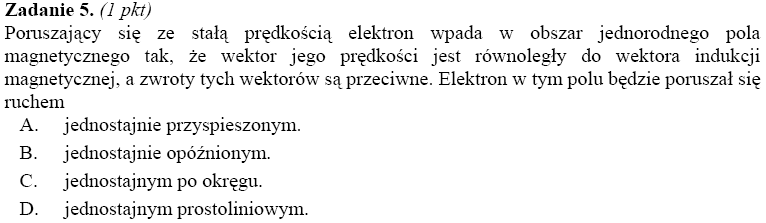 Zadanie 5. (1 pkt)
Poruszający się ze stałą prędkością elektron wpada w obszar jednorodnego pola
magnetycznego tak, że wektor jego prędkości jest równoległy do wektora indukcji
magnetycznej, a zwroty tych wektorów są przeciwne. Elektron w tym polu będzie poruszał się
ruchem
A. jednostajnie przyspieszonym.
B. jednostajnie opóźnionym.
C. jednostajnym po okręgu.
D. jednostajnym prostoliniowym.